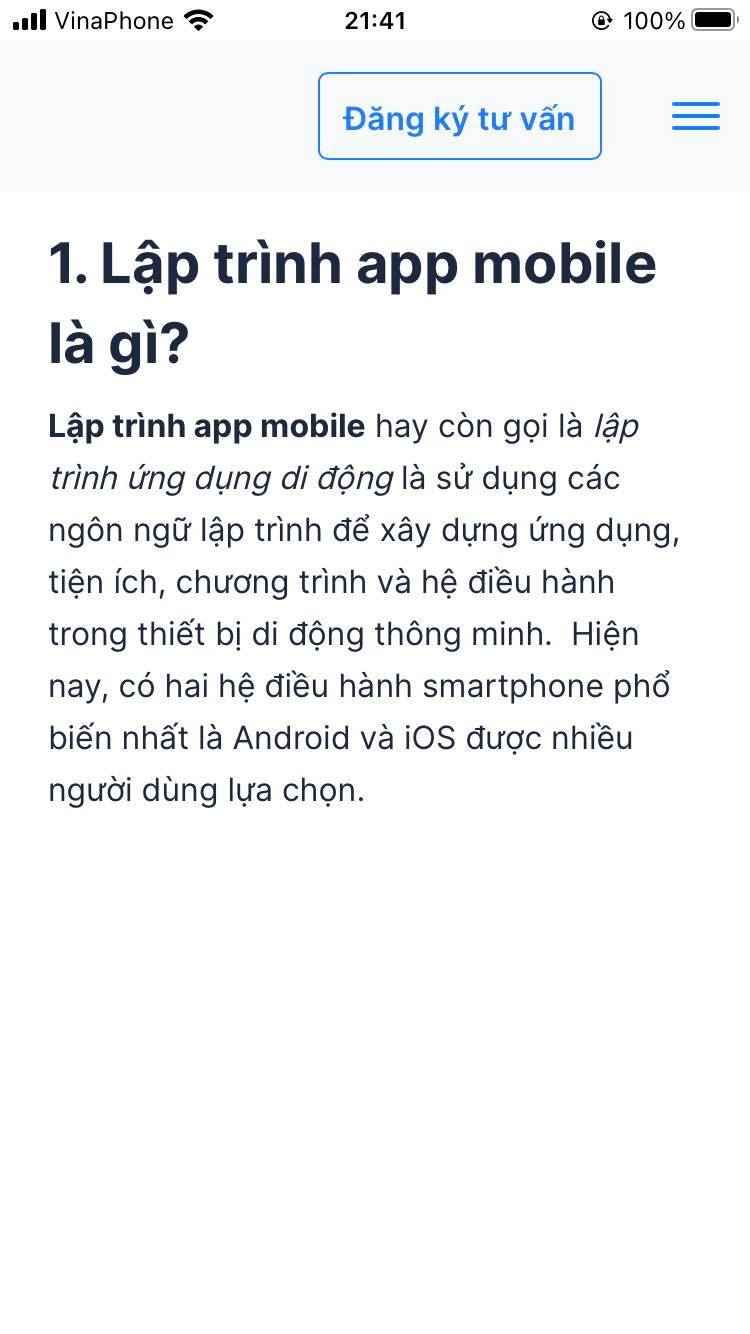 VinaPhone 21:41 100%
Đăng ký tư vấn
1. Lập trình app mobile
là gì?
Lập trình app mobile hay còn gọi là lập
trình ứng dụng di động là sử dụng các
ngôn ngữ lập trình để xây dựng ứng dụng,
tiện ích, chương trình và hệ điều hành
trong thiết bị di động thông minh.  Hiện
nay, có hai hệ điều hành smartphone phổ
biến nhất là Android và iOS được nhiều
người dùng lựa chọn.